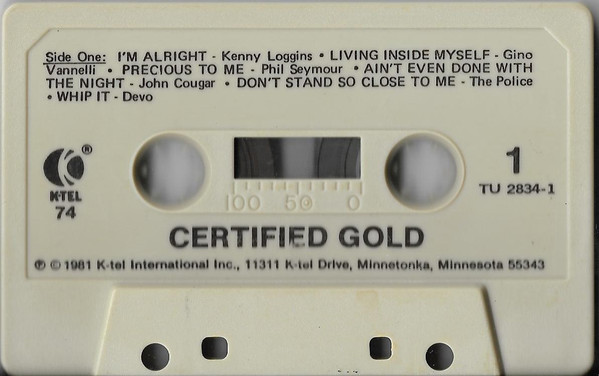 Side One: I'M ALRIGHT - Kenny Loggins • LIVING INSIDE MYSELF - Gino
Vannelli • PRECIOUS TO ME - Phil Seymour • AIN'T EVEN DONE WITH
THE NIGHT - John Cougar • DON'T STAND SO CLOSE TO ME - The Police
• WHIP IT - Devo
®
K-TEL
74
1
TU 2834-1
100 50 0
CERTIFIED GOLD
℗ © 1981 K-tel International Inc., 11311 K-tel Drive, Minnetonka, Minnesota 55343